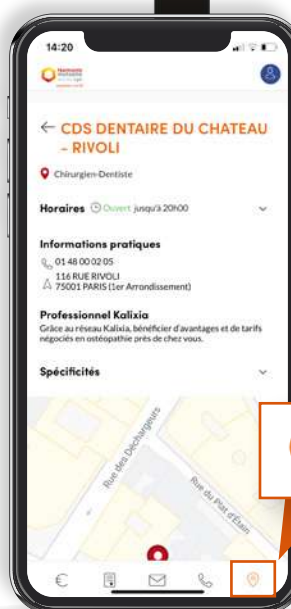 14:20
Harmonie
mutuelle
← CDS DENTAIRE DU CHATEAU
- RIVOLI
Chirurgien-Dentiste
Horaires Ouvert jusqu'à 20h00
Informations pratiques
01 48 00 02 05
116 RUE RIVOLI
75001 PARIS (1er Arrondissement)
Professionnel Kalixia
Grâce au réseau Kalixia, bénéficier d'avantages et de tarifs
négociés en ostéopathie près de chez vous.
Spécificités
Rue des Déchargeurs
Rue du Plat d'Étain
€